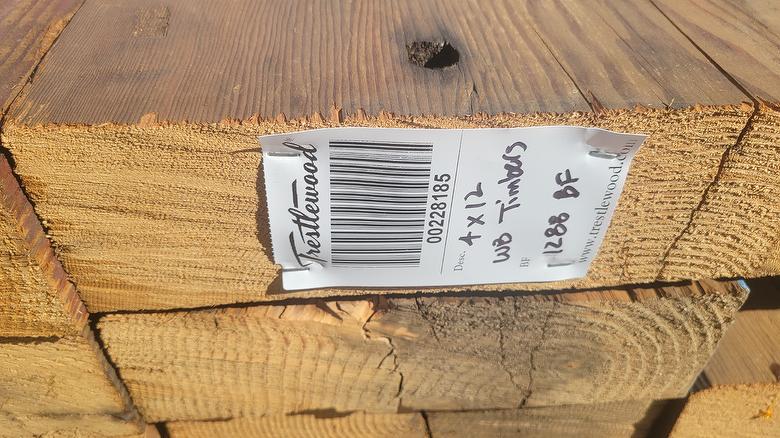 Trestlewood
00228185
Desc. 4 x 12
WB Timbers
BF 1288 BF
www.trestlewood.com